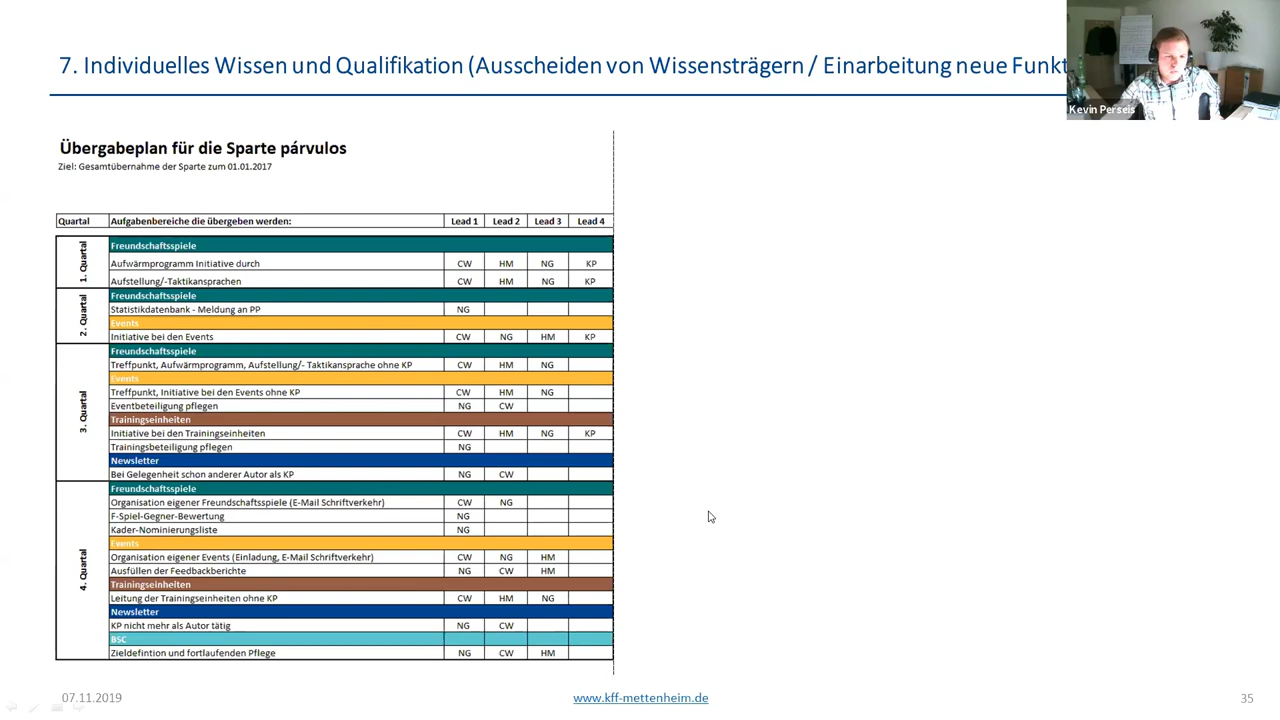 7. Individuelles Wissen und Qualifikation (Ausscheiden von Wissensträgern / Einarbeitung neue Funkt
Kevin Perseis
Übergabeplan für die Sparte párvulos
Ziel: Gesamtübernahme der Sparte zum 01.01.2017
Quartal Aufgabenbereiche die übergeben werden: Lead 1 Lead 2 Lead 3 Lead 4
1. Quartal
Freundschaftsspiele
Aufwärmprogramm Initiative durch CW HM NG KP
Aufstellung/-Taktikansprachen CW HM NG KP
2. Quartal
Freundschaftsspiele
Statistikdatenbank - Meldung an PP NG
Events
Initiative bei den Events CW NG HM KP
3. Quartal
Freundschaftsspiele
Treffpunkt, Aufwärmprogramm, Aufstellung/- Taktikansprache ohne KP CW HM NG
Events
Treffpunkt, Initiative bei den Events ohne KP CW HM NG
Eventbeteiligung pflegen NG CW
Trainingseinheiten
Initiative bei den Trainingseinheiten CW HM NG KP
Trainingsbeteiligung pflegen NG
Newsletter
Bei Gelegenheit schon anderer Autor als KP NG CW
4. Quartal
Freundschaftsspiele
Organisation eigener Freundschaftsspiele (E-Mail Schriftverkehr) CW NG
F-Spiel-Gegner-Bewertung NG
Kader-Nominierungsliste NG
Events
Organisation eigener Events (Einladung, E-Mail Schriftverkehr) CW NG HM
Ausfüllen der Feedbackberichte NG CW HM
Trainingseinheiten
Leitung der Trainingseinheiten ohne KP CW HM NG
Newsletter
KP nicht mehr als Autor tätig NG CW
BSC
Zieldefintion und fortlaufenden Pflege NG CW HM
07.11.2019 www.kff-mettenheim.de 35